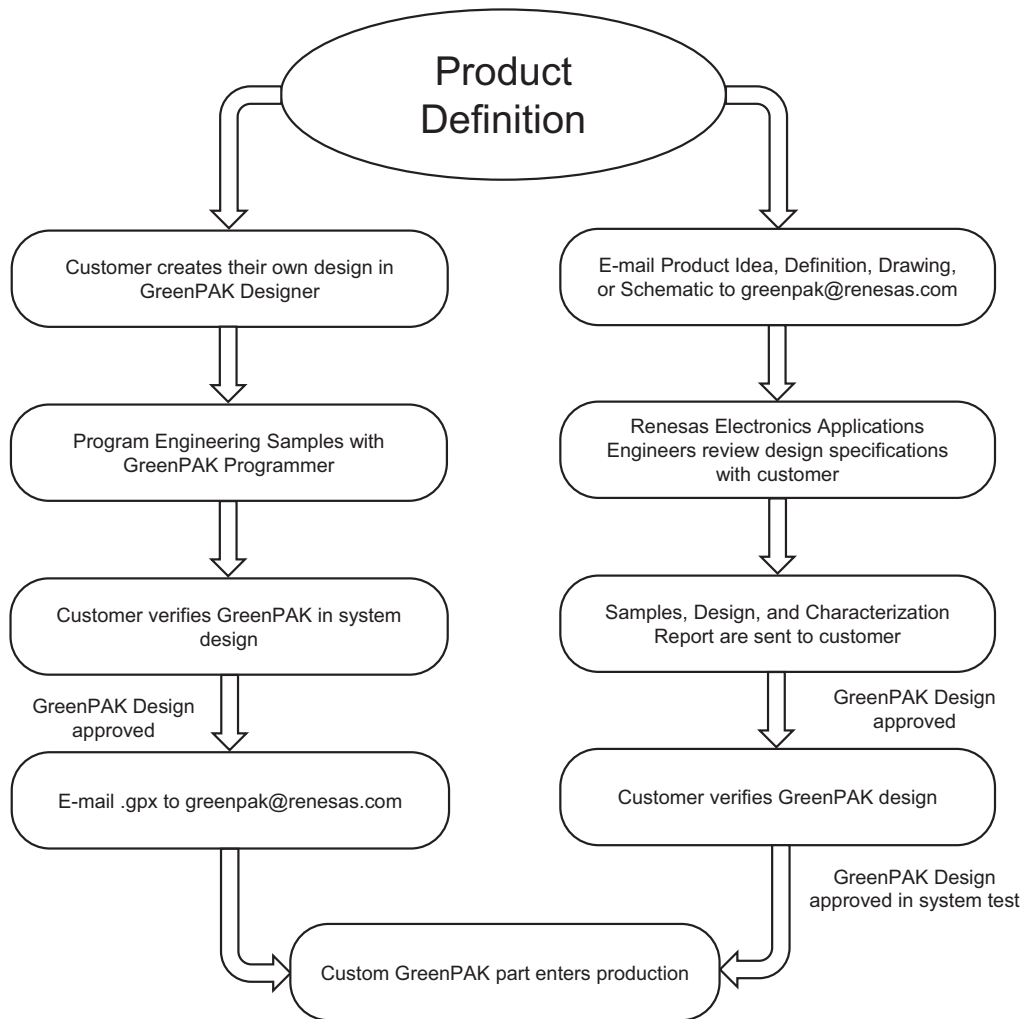 Product
Definition
Customer creates their own design in
GreenPAK Designer
E-mail Product Idea, Definition, Drawing,
or Schematic to greenpak@renesas.com
Program Engineering Samples with
GreenPAK Programmer
Renesas Electronics Applications
Engineers review design specifications
with customer
Customer verifies GreenPAK in system
design
Samples, Design, and Characterization
Report are sent to customer
GreenPAK Design
approved
GreenPAK Design
approved
E-mail .gpx to greenpak@renesas.com
Customer verifies GreenPAK design
GreenPAK Design
approved in system test
Custom GreenPAK part enters production